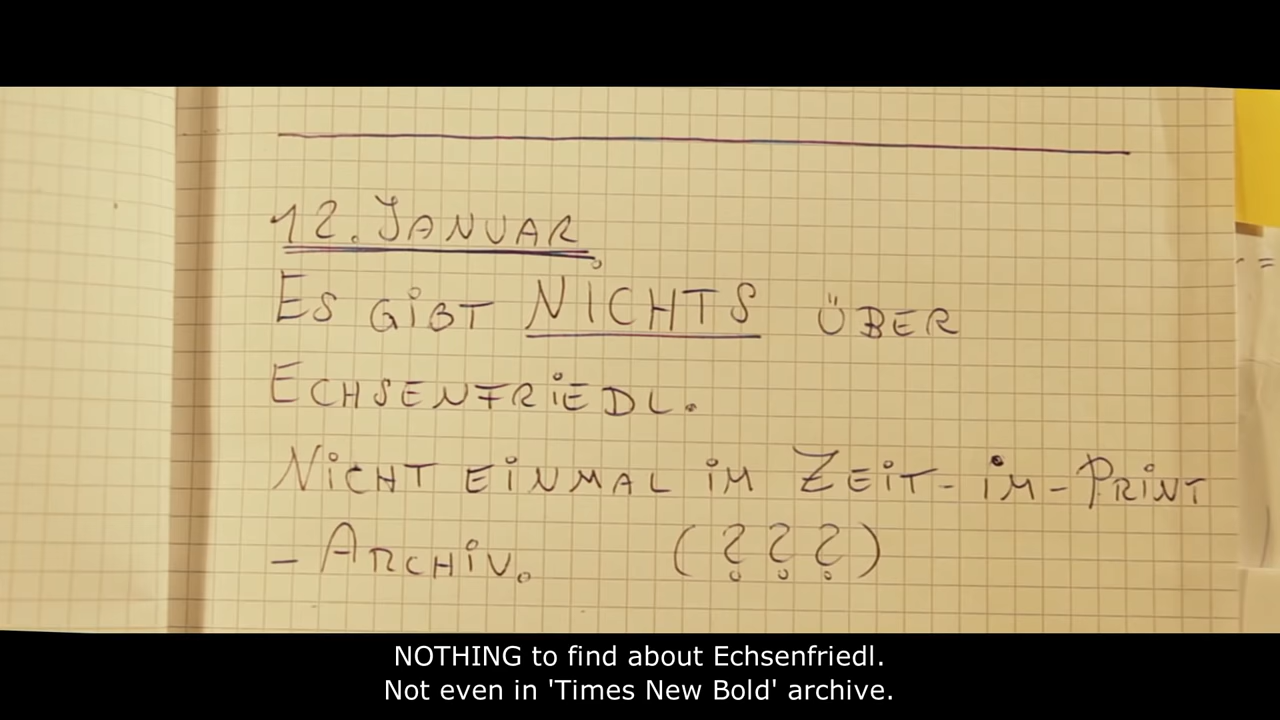 12. JANUAR
ES GiBT NICHTS ÜBER
ECHSENFRiEDL.
NiCHT EiNMAL iM ZEiT-iM-PRiNT
-ARCHiV. (???)
NOTHING to find about Echsenfriedl.
Not even in 'Times New Bold' archive.